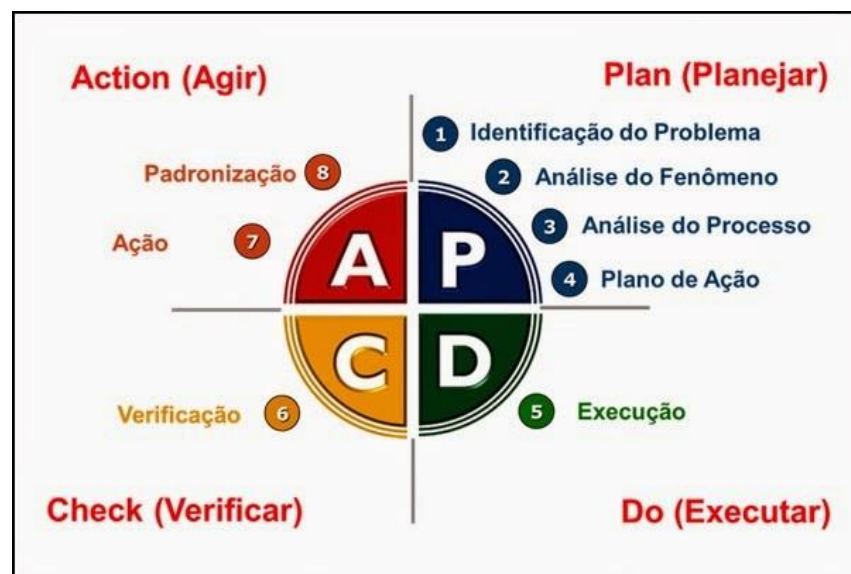 Action (Agir)
Plan (Planejar)
1 Identificação do Problema
2 Análise do Fenômeno
3 Análise do Processo
4 Plano de Ação
Padronização 8
Ação 7
A P
C D
Verificação 6
5 Execução
Check (Verificar)
Do (Executar)